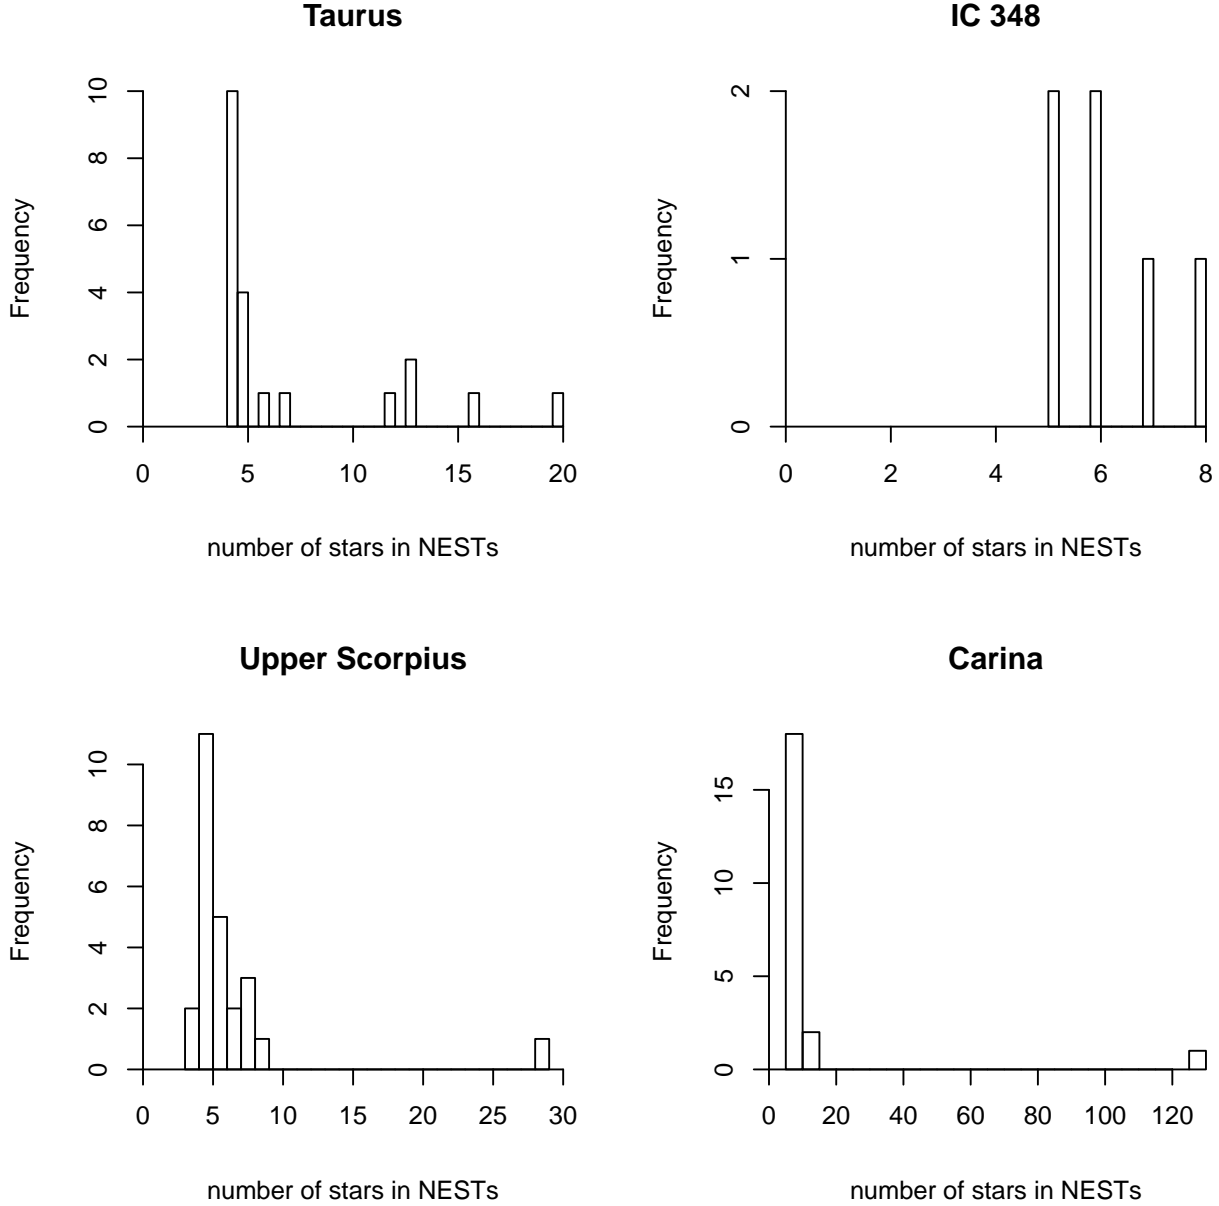 Taurus
Frequency
10
8
6
4
2
0
0 5 10 15 20
number of stars in NESTs
IC 348
Frequency
2
1
0
0 2 4 6 8
number of stars in NESTs
Upper Scorpius
Frequency
10
8
6
4
2
0
0 5 10 15 20 25 30
number of stars in NESTs
Carina
Frequency
15
10
5
0
0 20 40 60 80 100 120
number of stars in NESTs